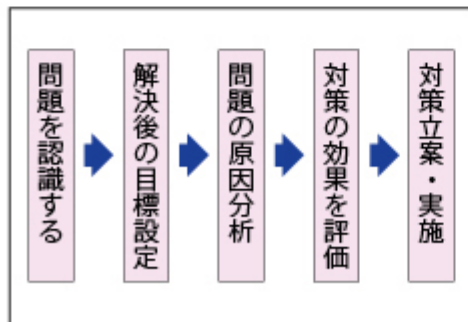 問題を認識する
解決後の目標設定
問題の原因分析
対策の効果を評価
対策立案・実施